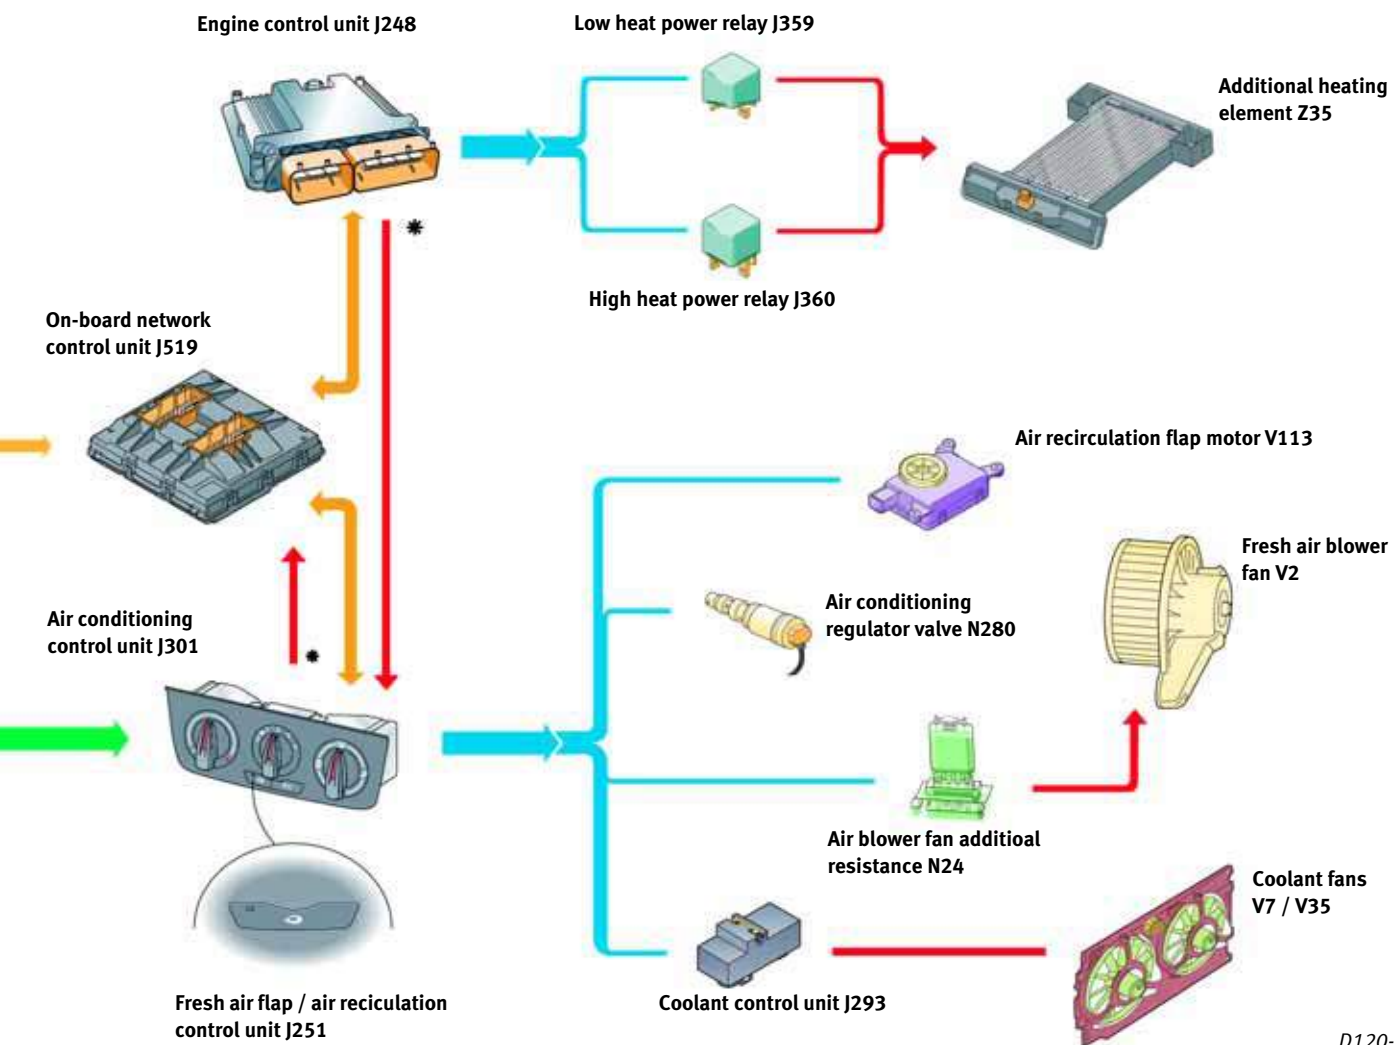 Engine control unit J248
Low heat power relay J359
Additional heating
element Z35
*
High heat power relay J360
On-board network
control unit J519
Air recirculation flap motor V113
Fresh air blower
fan V2
Air conditioning
regulator valve N280
Air conditioning
control unit J301
*
Air blower fan additioal
resistance N24
Coolant fans
V7 / V35
Fresh air flap / air reciculation
control unit J251
Coolant control unit J293
D120-